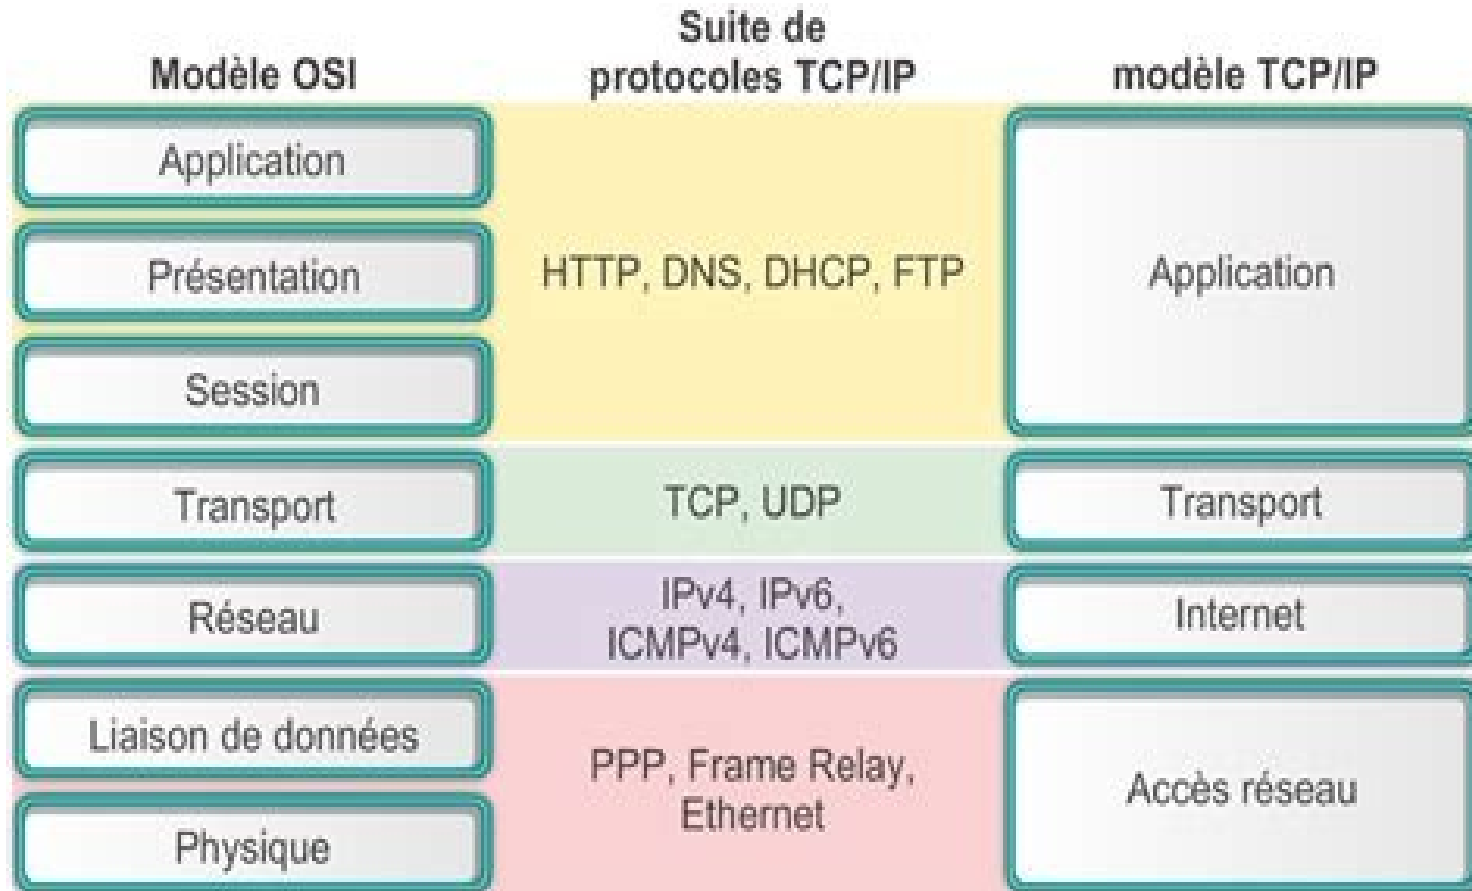 Modèle OSI
Suite de
protocoles TCP/IP
modèle TCP/IP
Application
Présentation
Session
HTTP, DNS, DHCP, FTP
Application
Transport
TCP, UDP
Transport
Réseau
IPv4, IPv6,
ICMPv4, ICMPv6
Internet
Liaison de données
Physique
PPP, Frame Relay,
Ethernet
Accès réseau